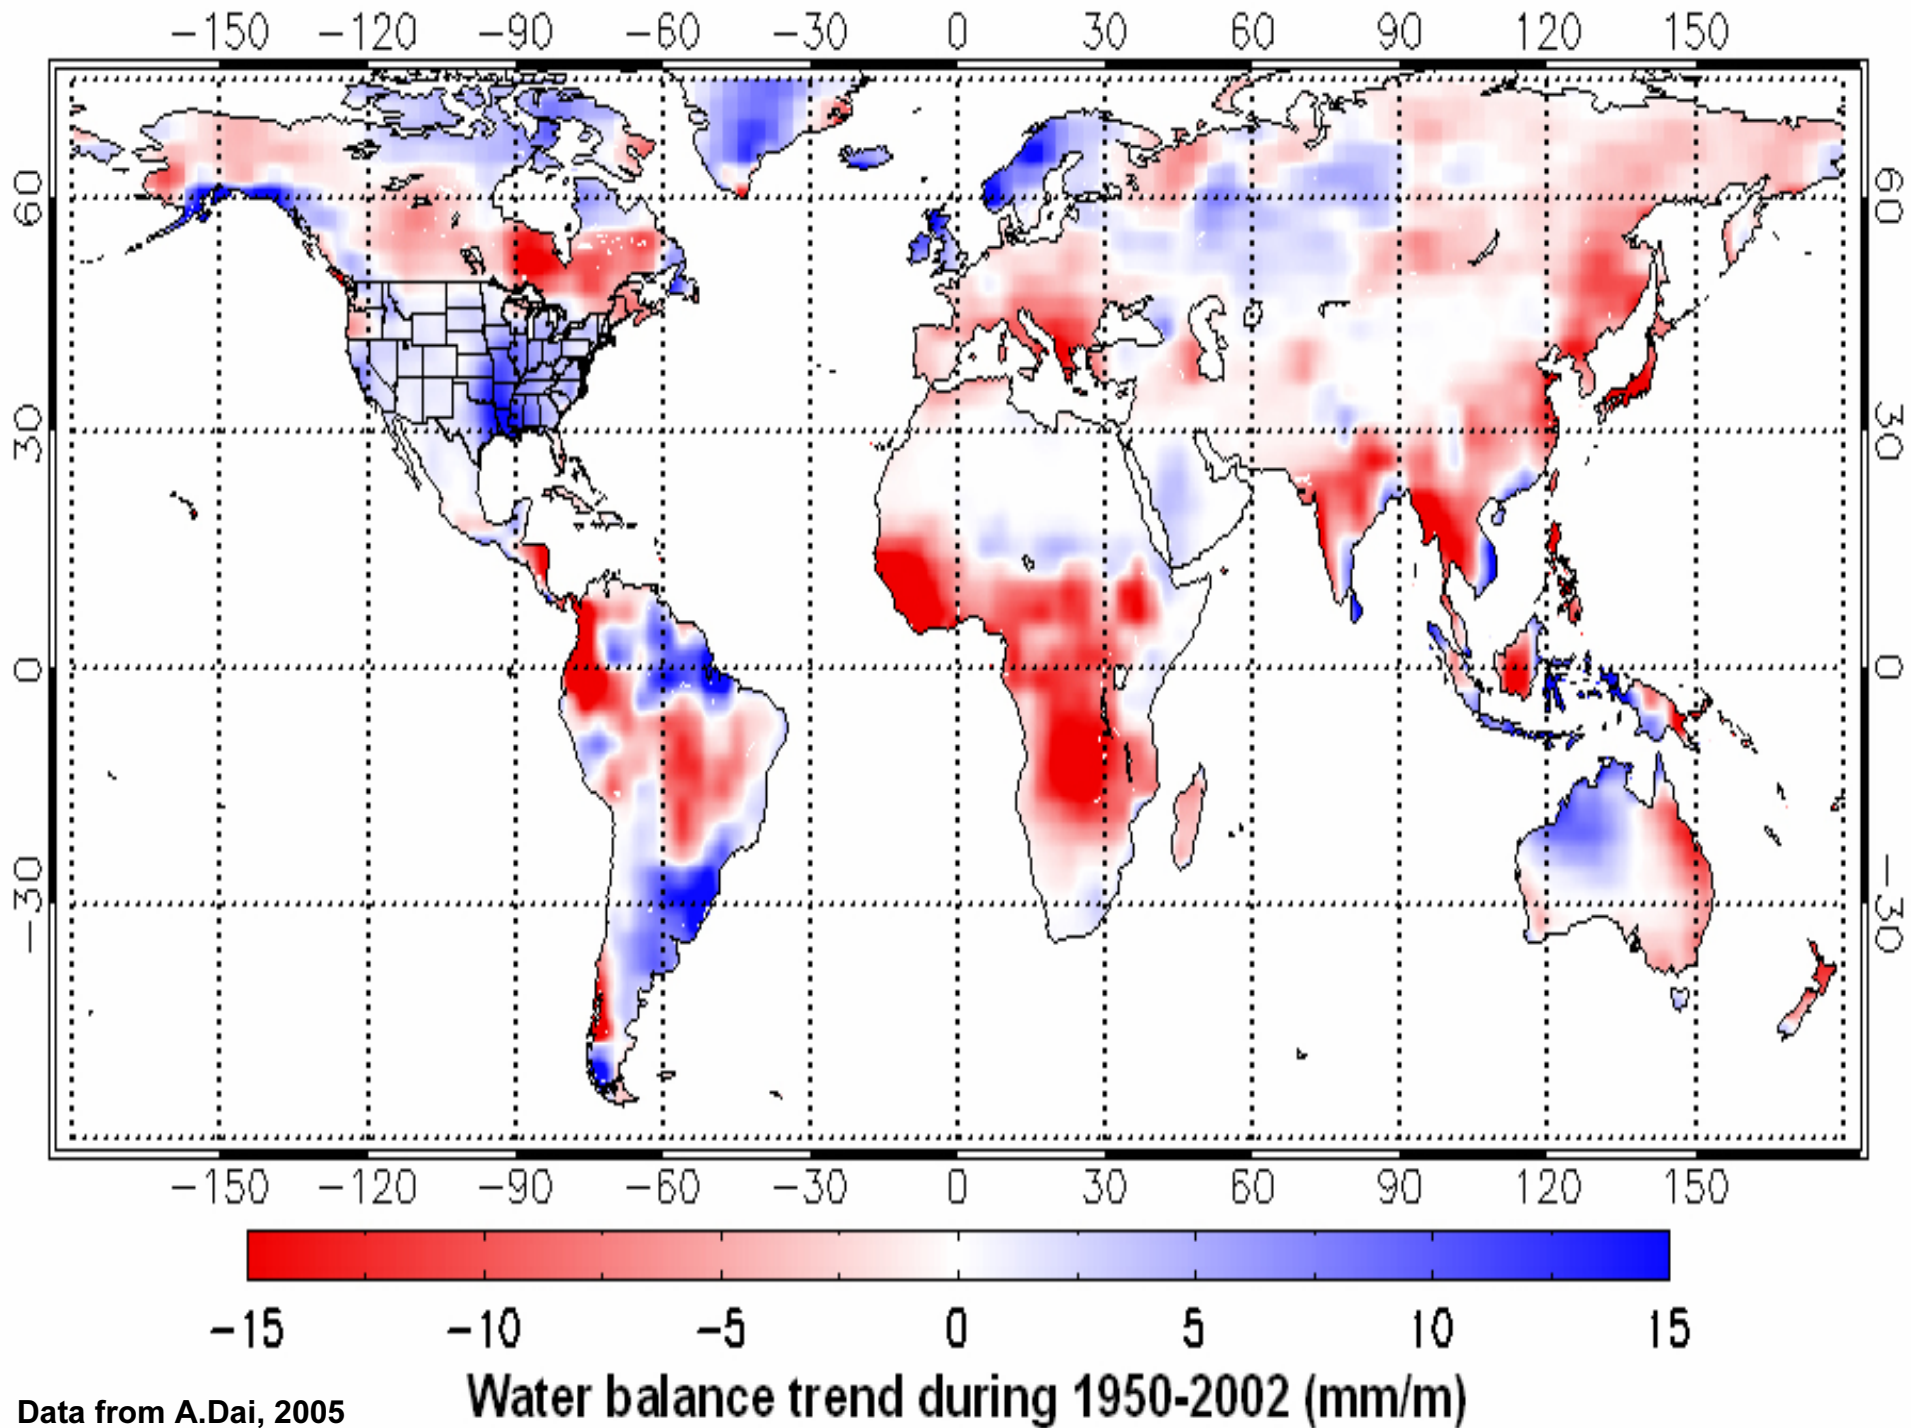 −150 −120 −90 −60 −30 0 30 60 90 120 150
60 60
30 30
0 0
−30 −30
−150 −120 −90 −60 −30 0 30 60 90 120 150
−15 −10 −5 0 5 10 15
Water balance trend during 1950-2002 (mm/m)
Data from A.Dai, 2005